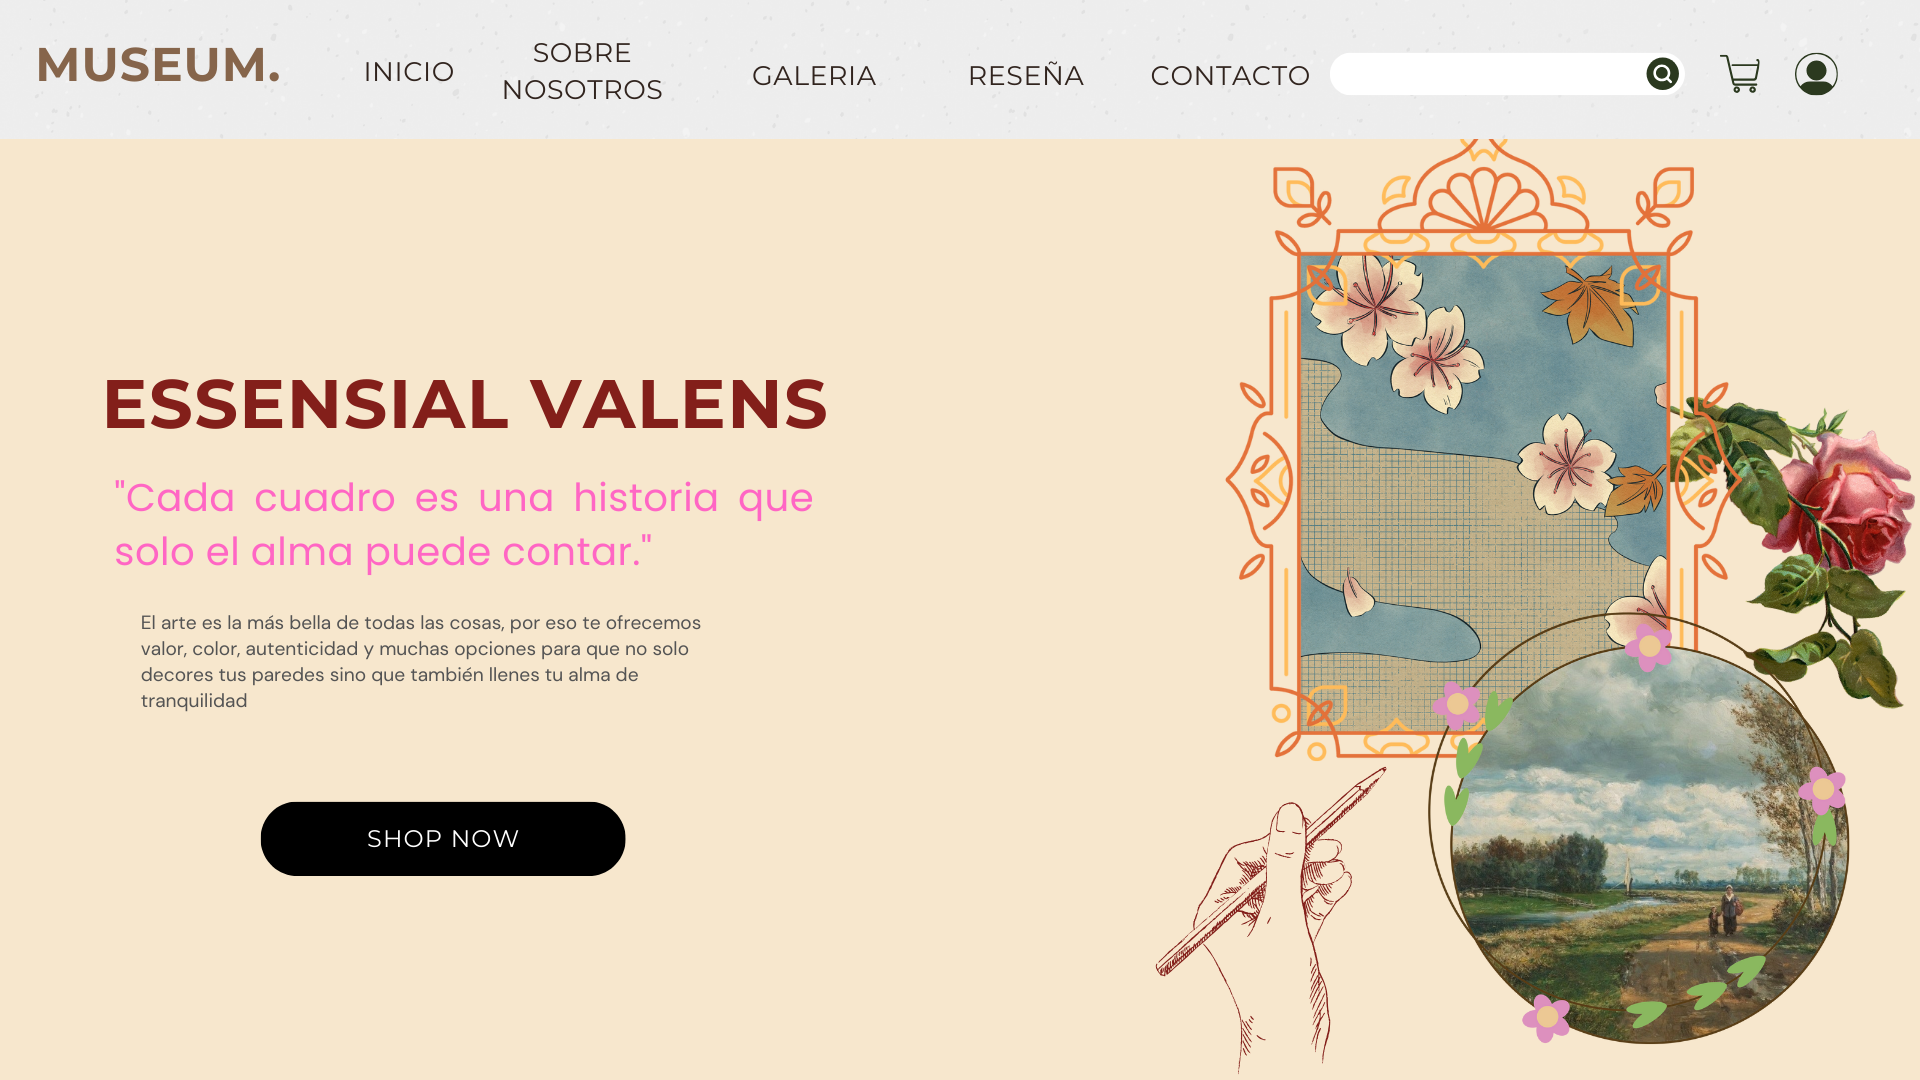 MUSEUM.
INICIO
SOBRE
NOSOTROS
GALERIA
RESEÑA
CONTACTO
ESSENSIAL VALENS
"Cada cuadro es una historia que
solo el alma puede contar."
El arte es la más bella de todas las cosas, por eso te ofrecemos
valor, color, autenticidad y muchas opciones para que no solo
decores tus paredes sino que también llenes tu alma de
tranquilidad
SHOP NOW